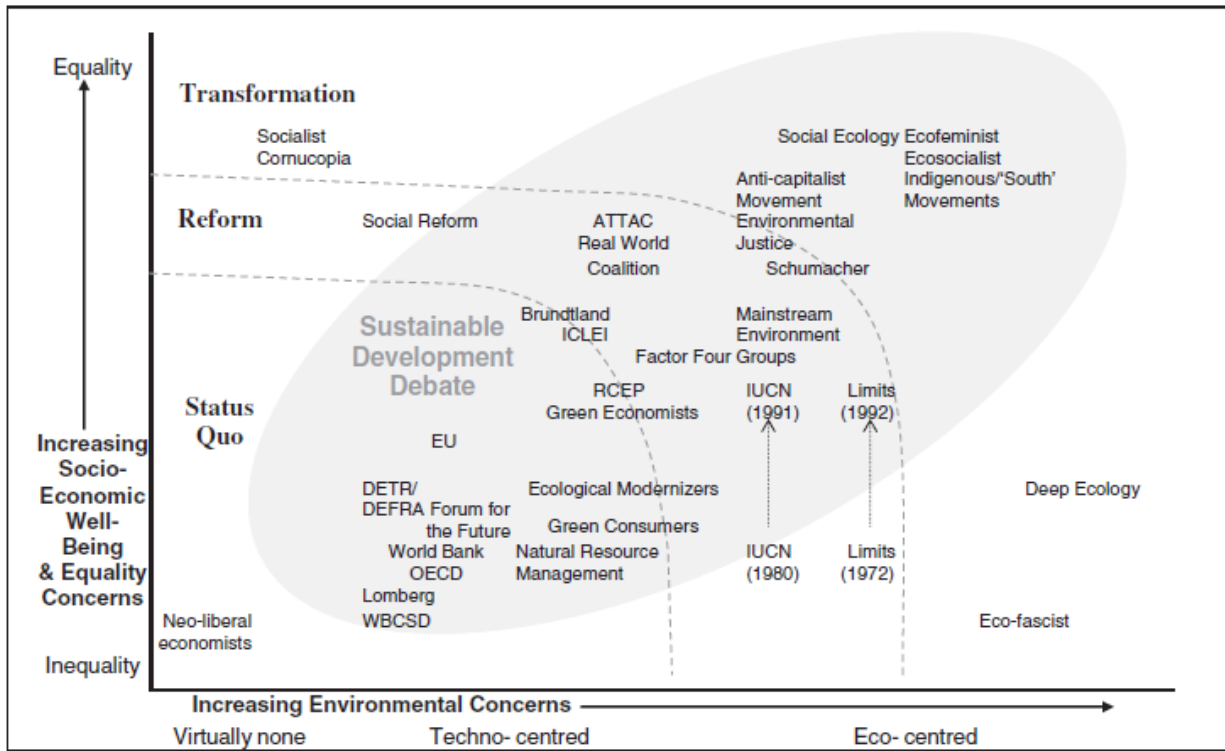 Equality
Transformation
Socialist
Cornucopia
Social Ecology
Ecofeminist
Ecosocialist
Indigenous/‘South’
Movements
Anti-capitalist
Movement
Environmental
Justice
Reform
Social Reform
ATTAC
Real World
Coalition
Schumacher
Brundtland
ICLEI
Mainstream
Environment
Sustainable
Development
Debate
Factor Four Groups
Status
Quo
RCEP
Green Economists
IUCN
(1991)
Limits
(1992)
EU
Increasing
Socio-
Economic
Well-
Being
& Equality
Concerns
DETR/
DEFRA Forum for
the Future
Ecological Modernizers
Green Consumers
Deep Ecology
World Bank
OECD
Natural Resource
Management
IUCN
(1980)
Limits
(1972)
Lomberg
WBCSD
Neo-liberal
economists
Eco-fascist
Inequality
Increasing Environmental Concerns
Virtually none
Techno- centred
Eco- centred